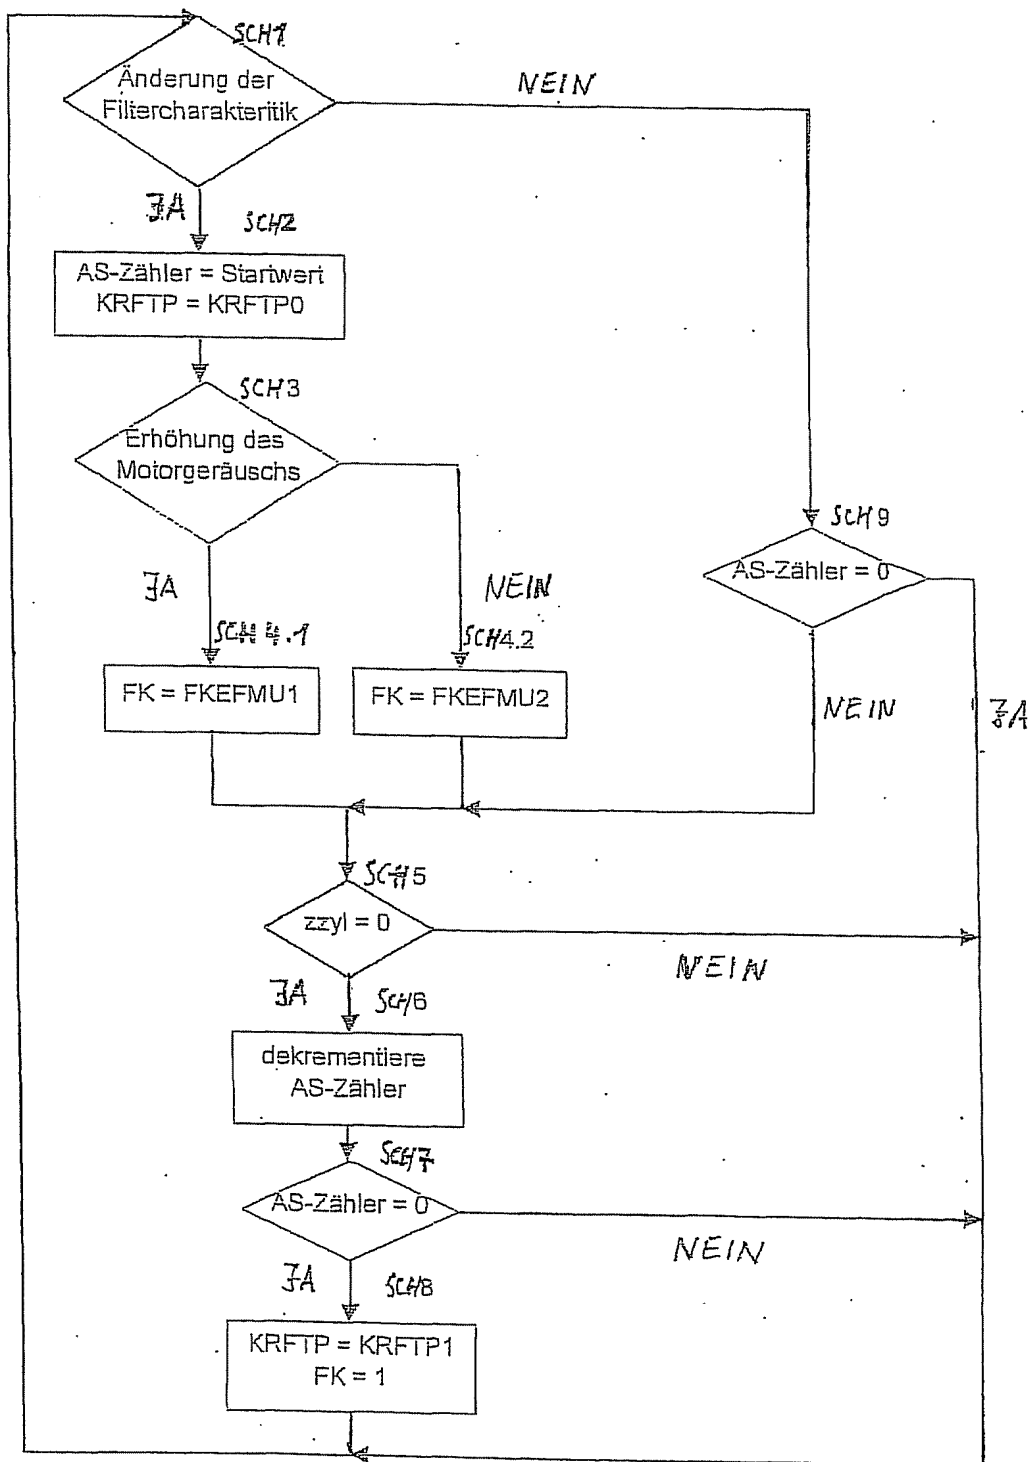 SCH1
Änderung der
Filtercharakteritik
NEIN
JA
SCH2
AS-Zähler = Startwert
KRFTP = KRFTP0
SCH3
Erhöhung das
Motorgeräuschs
SCH9
AS-Zähler = 0
JA
NEIN
SCH4.1
SCH4.2
FK = FKEFMU1
FK = FKEFMU2
NEIN
JA
SCH5
zzyl = 0
NEIN
JA
SCH6
dekrementiere
AS-Zähler
SCH7
AS-Zähler = 0
NEIN
JA
SCH8
KRFTP = KRFTP1
FK = 1